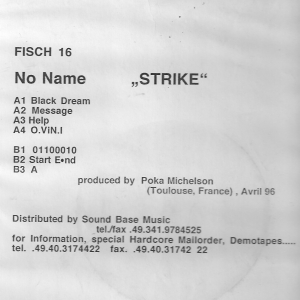 FISCH 16
No Name „STRIKE“
A1 Black Dream
A2 Message
A3 Help
A4 O.ViN.I
B1 01100010
B2 Start E•nd
B3 A
produced by Poka Michelson
(Toulouse, France) , Avril 96
Distributed by Sound Base Music
tel./fax .49.341.9784525
for Information, special Hardcore Mailorder, Demotapes.....
tel. .49.40.3174422 fax. .49.40.31742 22